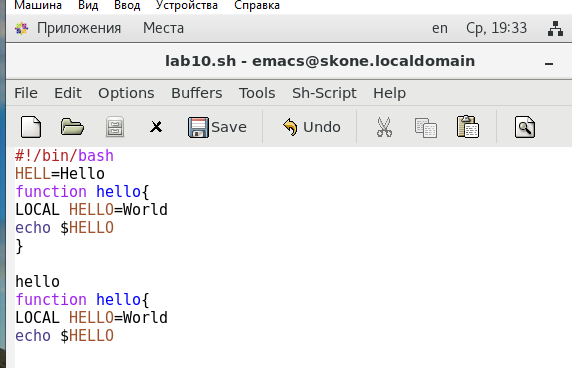 Машина Вид Ввод Устройства Справка
Приложения Места en Ср, 19:33
lab10.sh - emacs@skone.localdomain
File Edit Options Buffers Tools Sh-Script Help
Save Undo
#!/bin/bash
HELL=Hello
function hello{
LOCAL HELLO=World
echo $HELLO
}
hello
function hello{
LOCAL HELLO=World
echo $HELLO